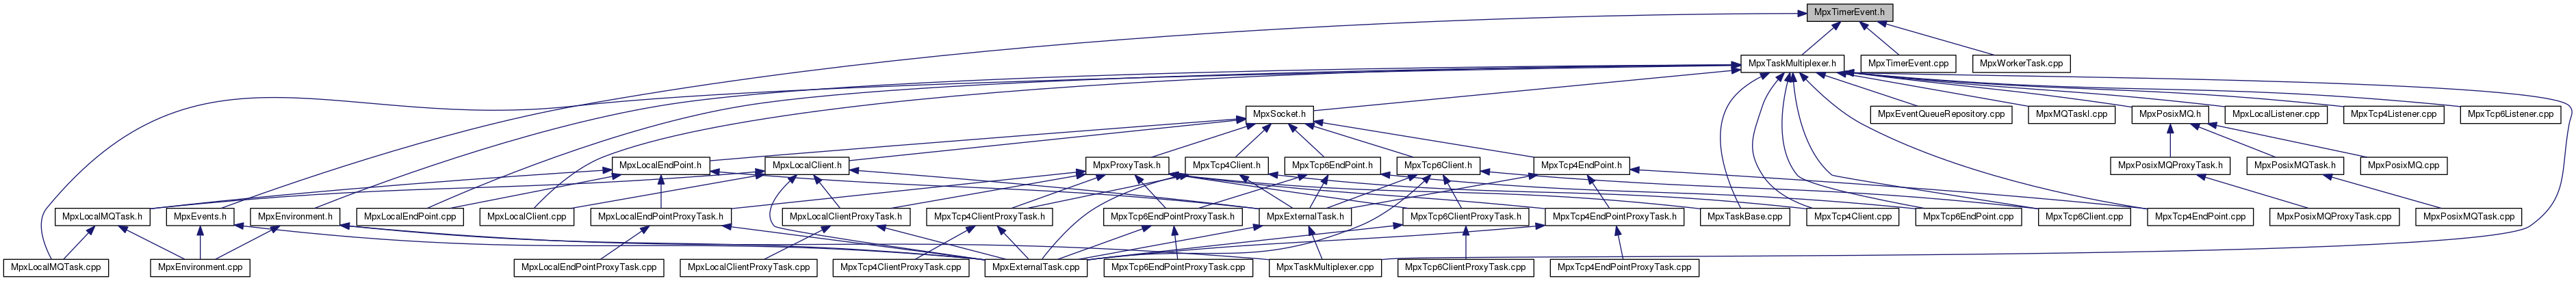 MpxTimerEvent.h
MpxTaskMultiplexer.h
MpxTimerEvent.cpp
MpxWorkerTask.cpp
MpxSocket.h
MpxEventQueueRepository.cpp
MpxMQTaskI.cpp
MpxPosixMQ.h
MpxLocalListener.cpp
MpxTcp4Listener.cpp
MpxTcp6Listener.cpp
MpxLocalEndPoint.h
MpxLocalClient.h
MpxProxyTask.h
MpxTcp4Client.h
MpxTcp6EndPoint.h
MpxTcp6Client.h
MpxTcp4EndPoint.h
MpxPosixMQProxyTask.h
MpxPosixMQTask.h
MpxPosixMQ.cpp
MpxLocalMQTask.h
MpxEvents.h
MpxEnvironment.h
MpxLocalEndPoint.cpp
MpxLocalClient.cpp
MpxLocalEndPointProxyTask.h
MpxLocalClientProxyTask.h
MpxTcp4ClientProxyTask.h
MpxTcp6EndPointProxyTask.h
MpxExternalTask.h
MpxTcp6ClientProxyTask.h
MpxTcp4EndPointProxyTask.h
MpxTaskBase.cpp
MpxTcp4Client.cpp
MpxTcp6EndPoint.cpp
MpxTcp6Client.cpp
MpxTcp4EndPoint.cpp
MpxPosixMQProxyTask.cpp
MpxPosixMQTask.cpp
MpxLocalMQTask.cpp
MpxEnvironment.cpp
MpxLocalEndPointProxyTask.cpp
MpxLocalClientProxyTask.cpp
MpxTcp4ClientProxyTask.cpp
MpxExternalTask.cpp
MpxTcp6EndPointProxyTask.cpp
MpxTaskMultiplexer.cpp
MpxTcp6ClientProxyTask.cpp
MpxTcp4EndPointProxyTask.cpp